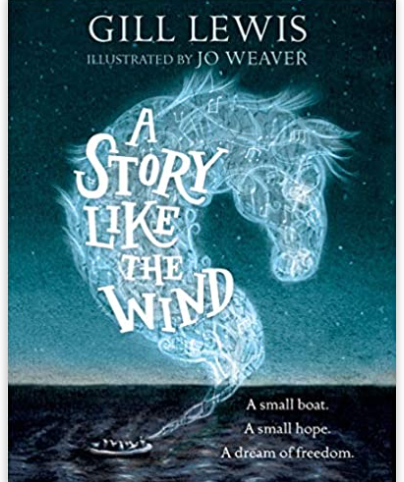 GILL LEWIS
ILLUSTRATED BY JO WEAVER
A
STORY
LIKE
THE
WIND
A small boat.
A small hope.
A dream of freedom.